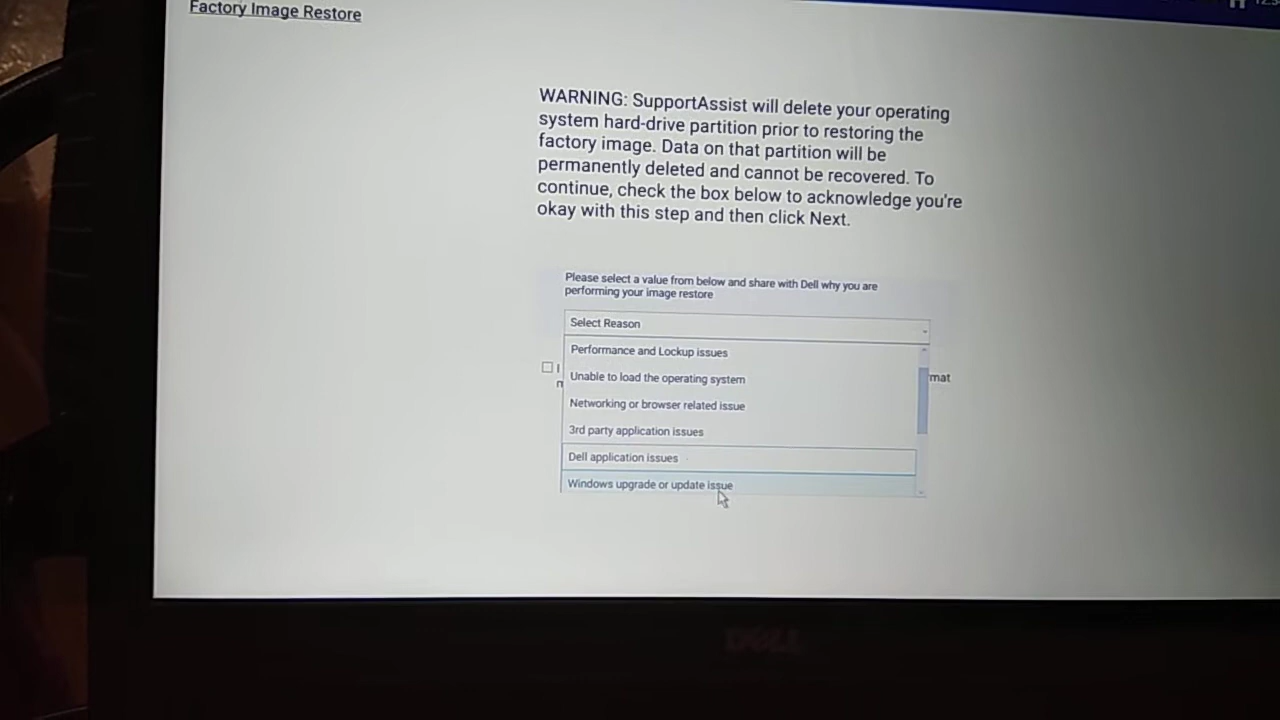 Factory Image Restore
WARNING: SupportAssist will delete your operating
system hard-drive partition prior to restoring the
factory image. Data on that partition will be
permanently deleted and cannot be recovered. To
continue, check the box below to acknowledge you're
okay with this step and then click Next.
Please select a value from below and share with Dell why you are
performing your image restore
Select Reason
Performance and Lockup issues
Unable to load the operating system
Networking or browser related issue
3rd party application issues
Dell application issues
Windows upgrade or update issue
I
mat
DELL